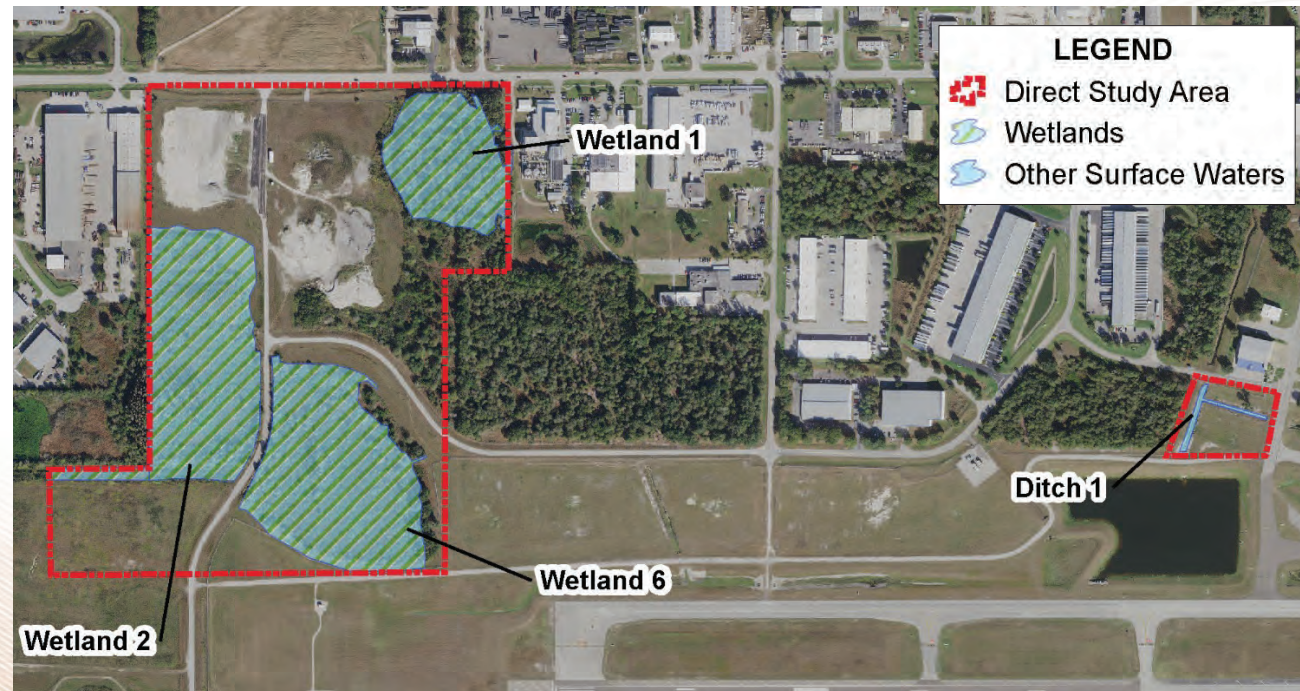 LEGEND
Direct Study Area
Wetlands
Other Surface Waters
Wetland 1
Ditch 1
Wetland 6
Wetland 2